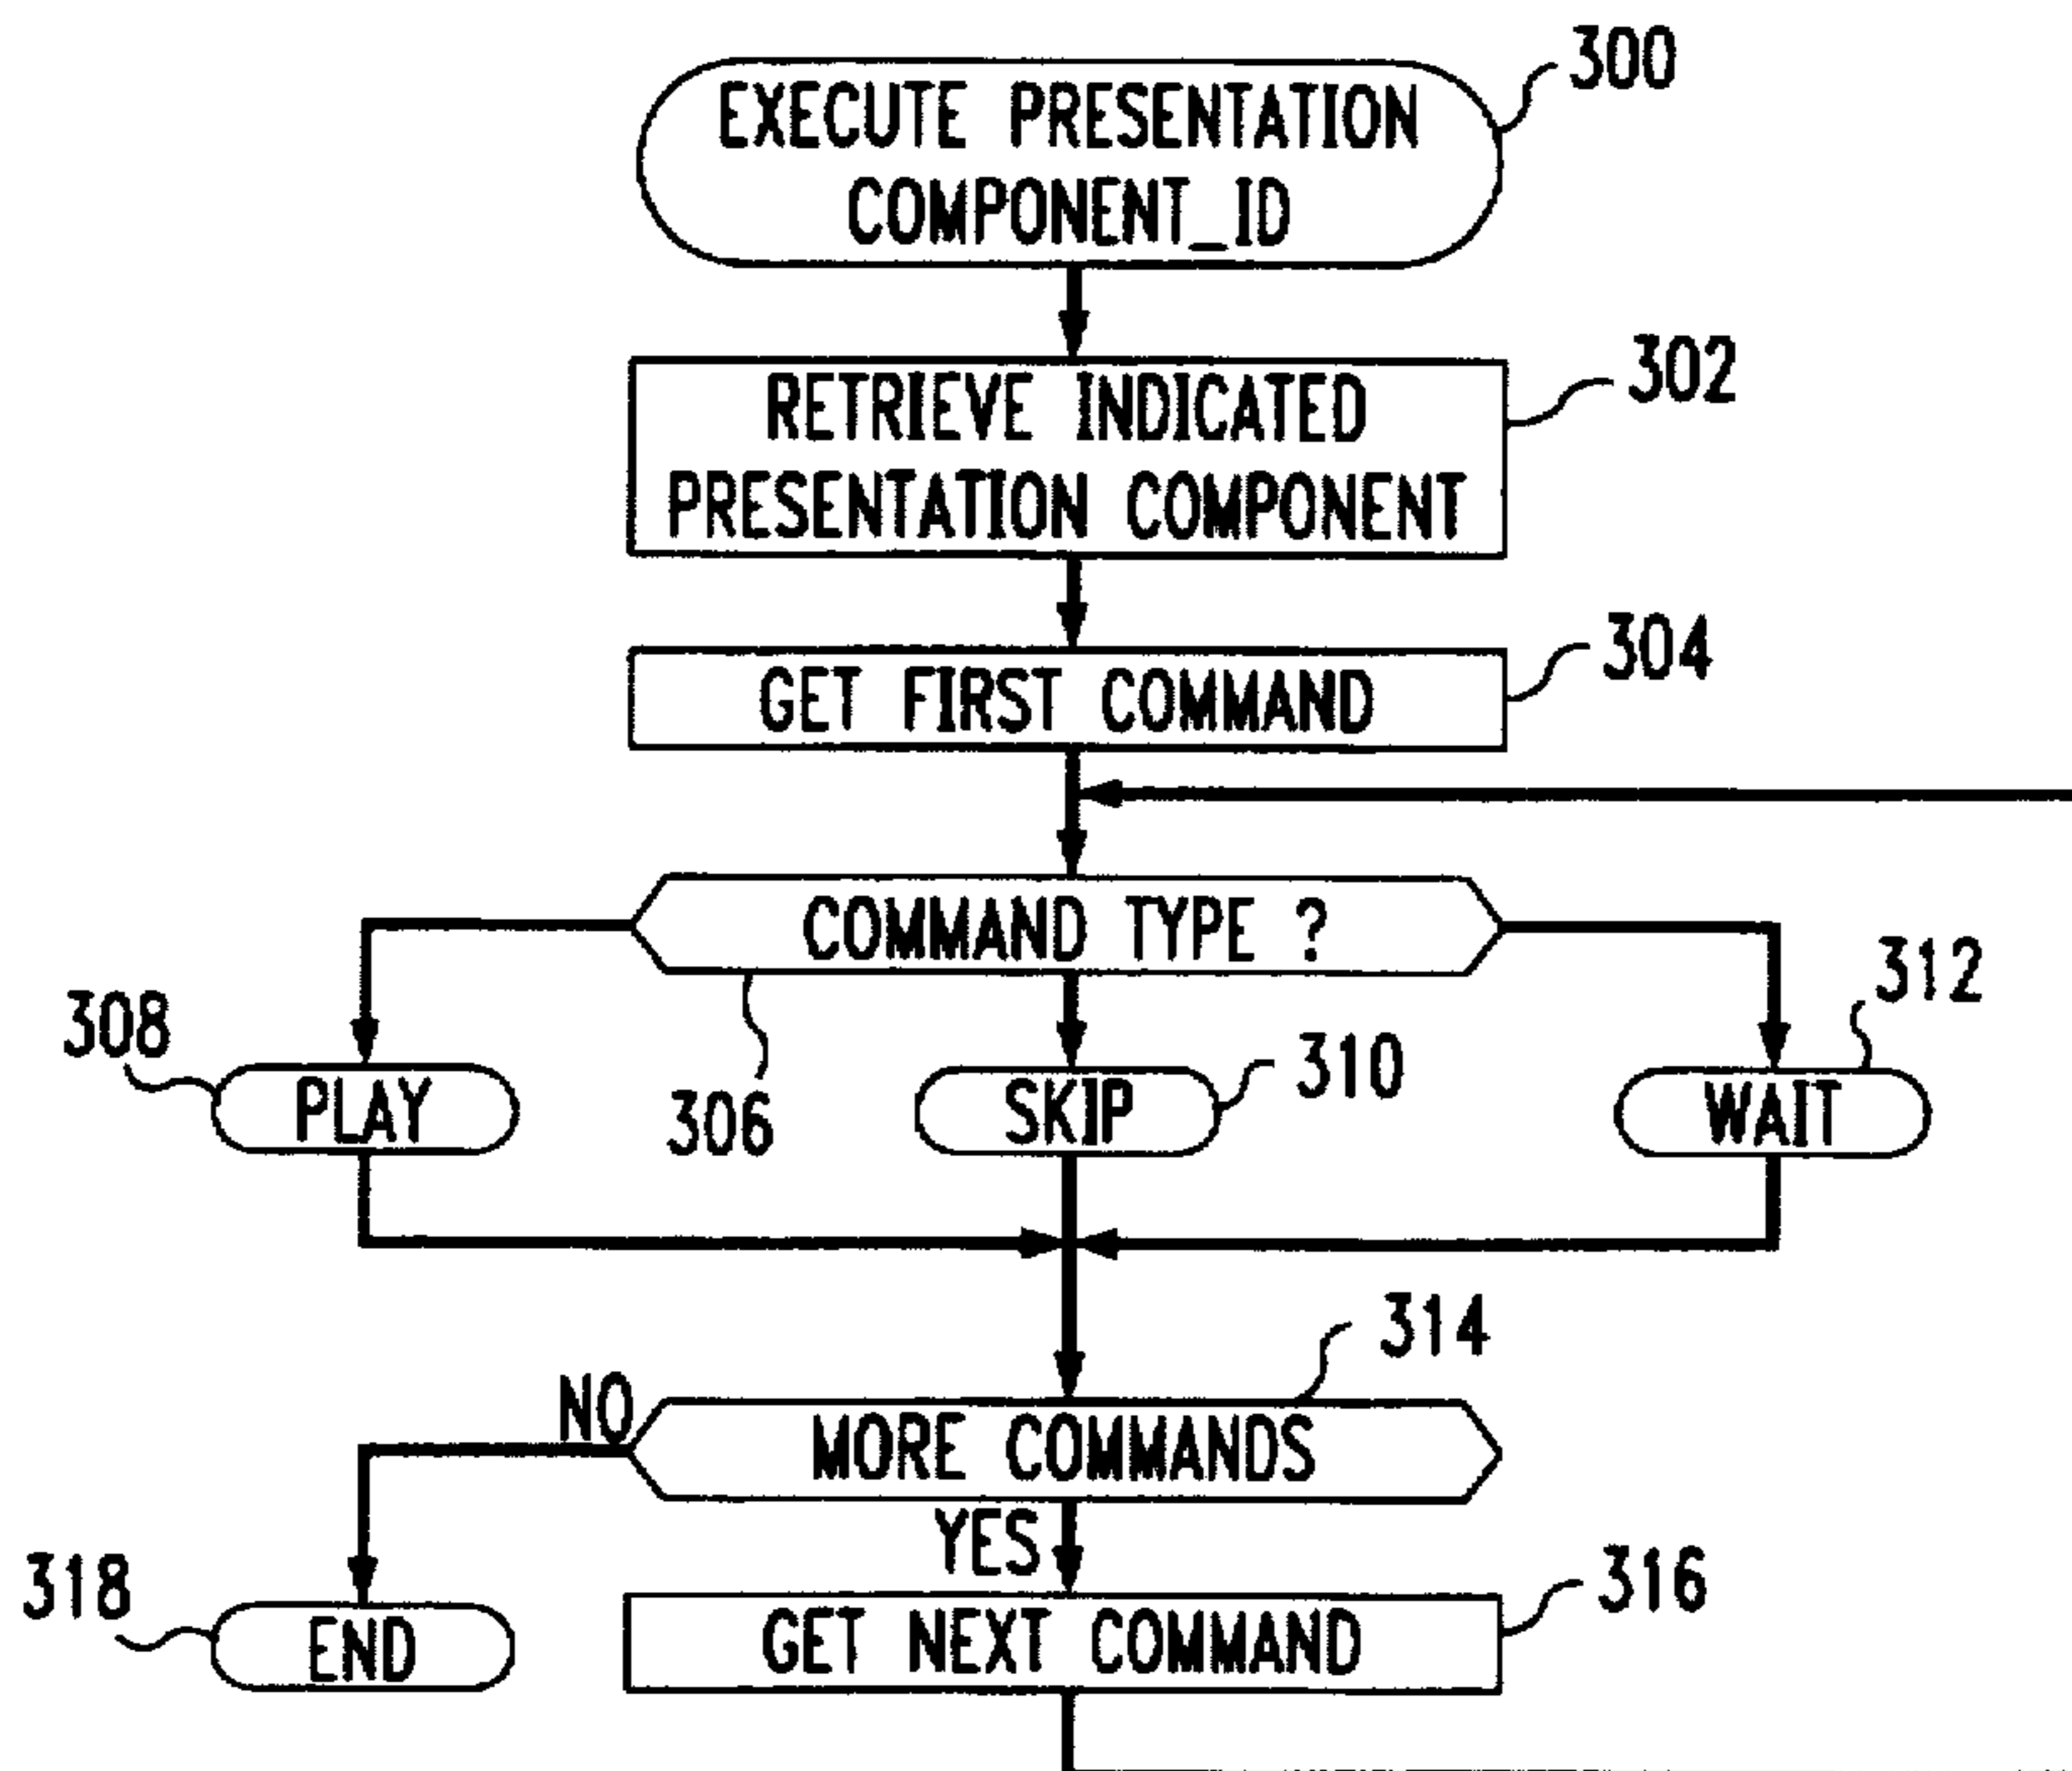 300
EXECUTE PRESENTATION
COMPONENT_ID
302
RETRIEVE INDICATED
PRESENTATION COMPONENT
304
GET FIRST COMMAND
COMMAND TYPE ?
312
308
310
PLAY
306
SKIP
WAIT
314
NO
MORE COMMANDS
YES
318
316
END
GET NEXT COMMAND